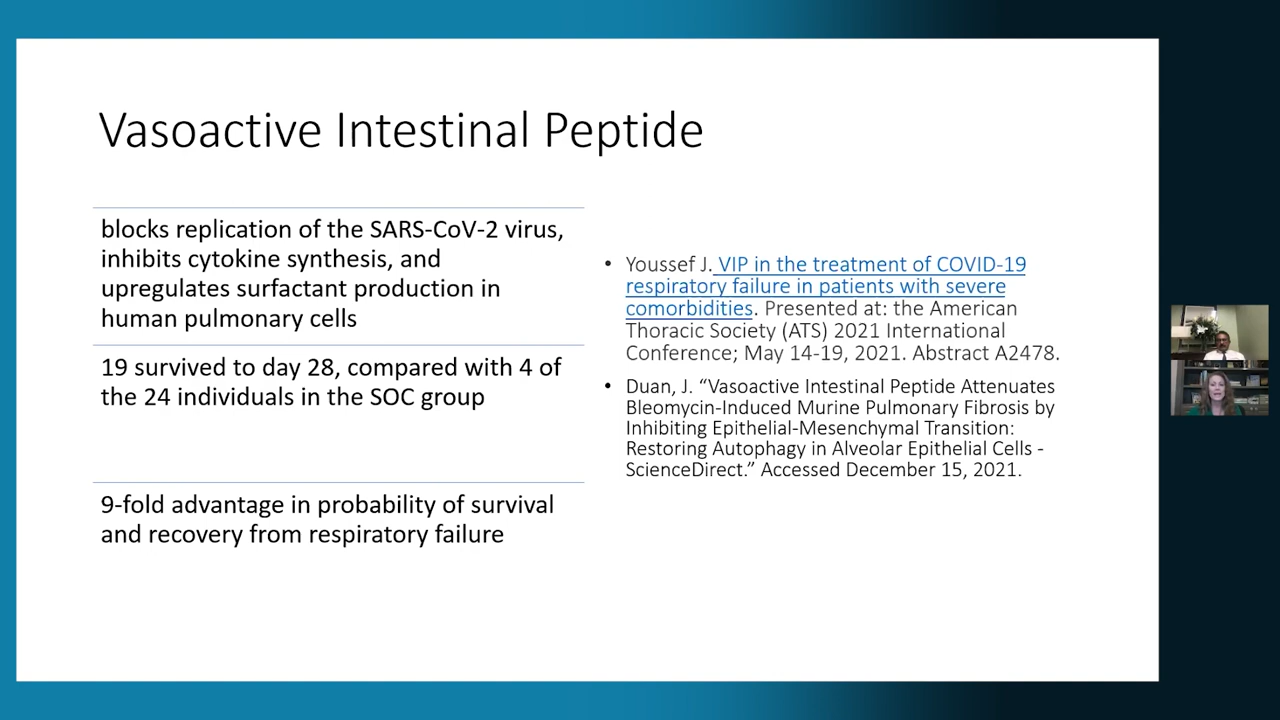 Vasoactive Intestinal Peptide
blocks replication of the SARS-CoV-2 virus,
inhibits cytokine synthesis, and
upregulates surfactant production in
human pulmonary cells
19 survived to day 28, compared with 4 of
the 24 individuals in the SOC group
9-fold advantage in probability of survival
and recovery from respiratory failure
• Youssef J. VIP in the treatment of COVID-19
respiratory failure in patients with severe
comorbidities. Presented at: the American
Thoracic Society (ATS) 2021 International
Conference; May 14-19, 2021. Abstract A2478.
• Duan, J. “Vasoactive Intestinal Peptide Attenuates
Bleomycin-Induced Murine Pulmonary Fibrosis by
Inhibiting Epithelial-Mesenchymal Transition:
Restoring Autophagy in Alveolar Epithelial Cells -
ScienceDirect.” Accessed December 15, 2021.